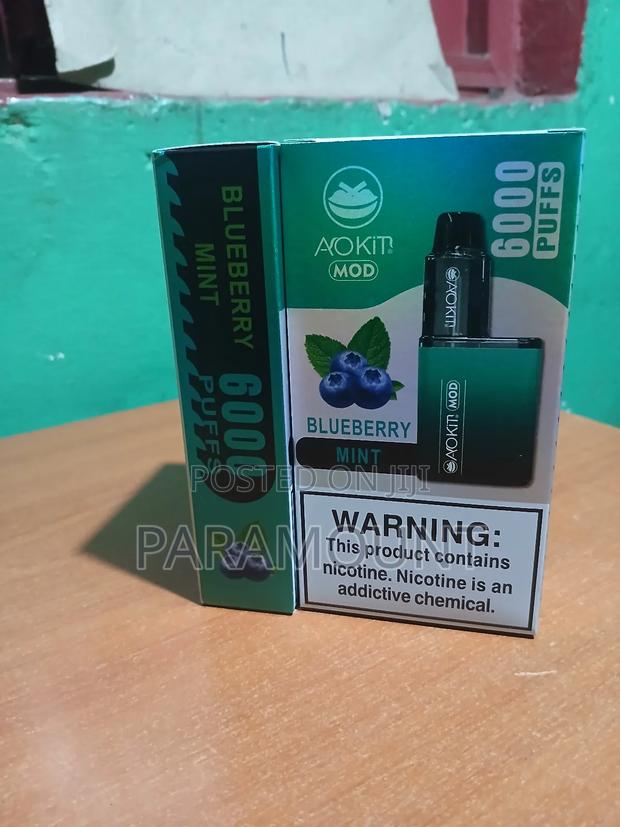 BLUEBERRY
MINT
6000
PUFFS
AOKIT
MOD
6000
PUFFS
AOKIT
AOKIT MOD
BLUEBERRY
MINT
WARNING:
This product contains
nicotine. Nicotine is an
addictive chemical.
POSTED ON JIJI
PARAMOUNT